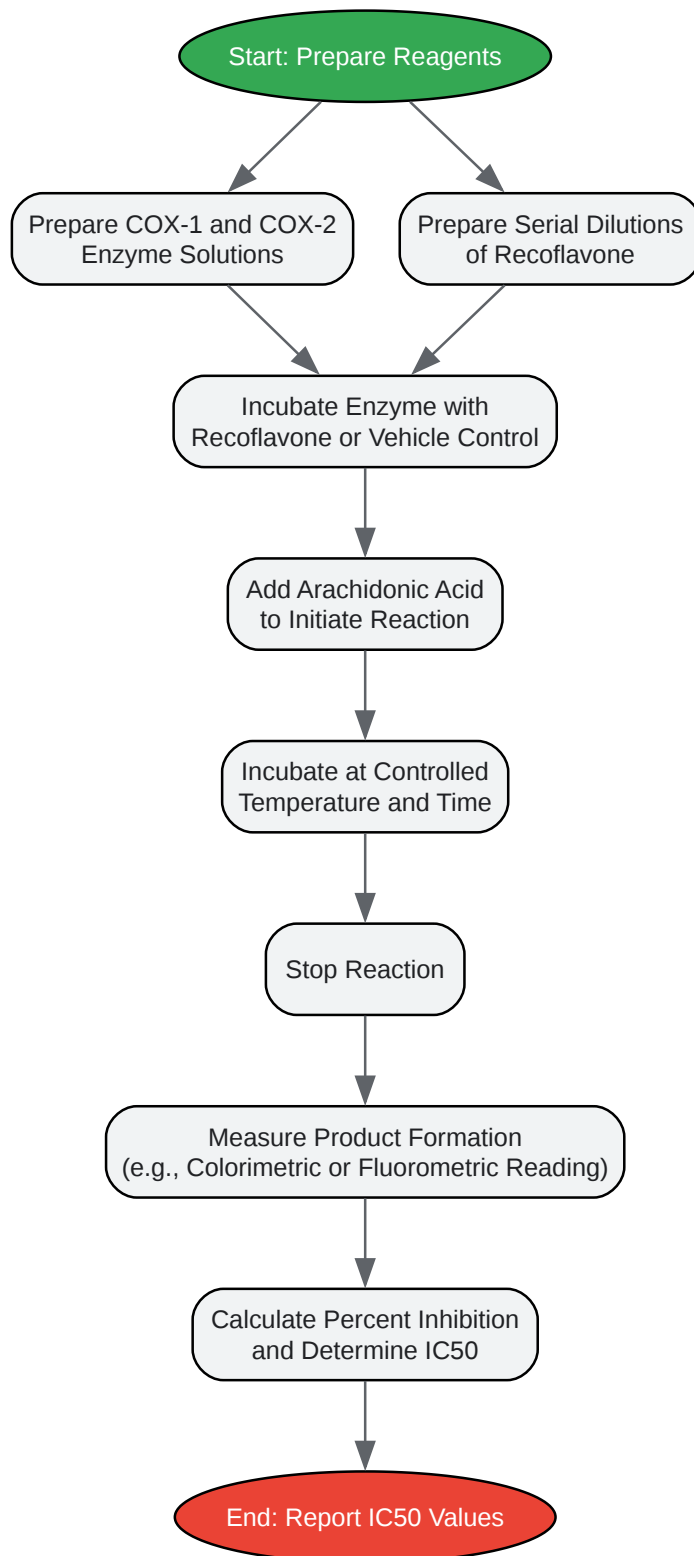 Start: Prepare Reagents
Prepare COX-1 and COX-2
Enzyme Solutions
Prepare Serial Dilutions
of Recoflavone
Incubate Enzyme with
Recoflavone or Vehicle Control
Add Arachidonic Acid
to Initiate Reaction
Incubate at Controlled
Temperature and Time
Stop Reaction
Measure Product Formation
(e.g., Colorimetric or Fluorometric Reading)
Calculate Percent Inhibition
and Determine IC50
End: Report IC50 Values